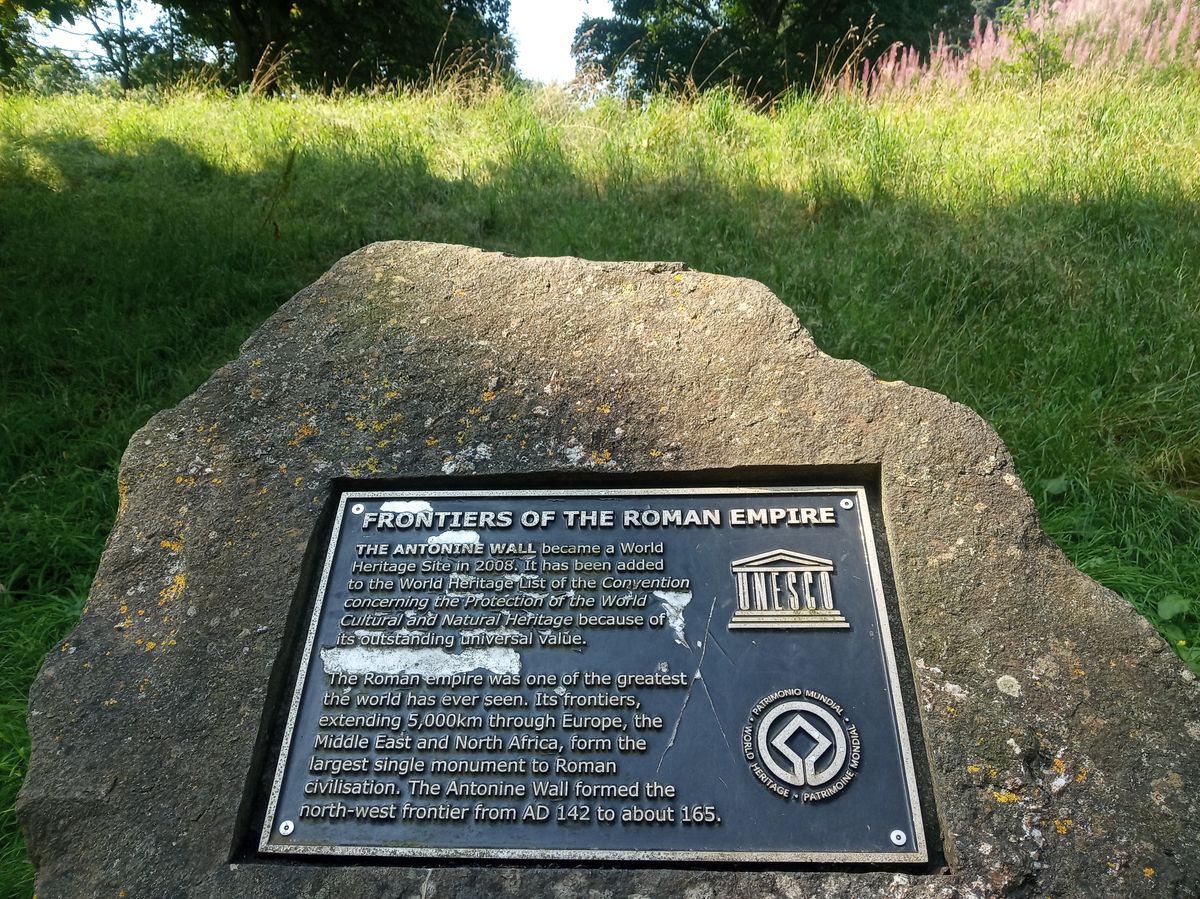 FRONTIERS OF THE ROMAN EMPIRE
THE ANTONINE WALL became a World
Heritage Site in 2008. It has been added
to the World Heritage List of the Convention
concerning the Protection of the World
Cultural and Natural Heritage because of
its outstanding universal value.
The Roman empire was one of the greatest
the world has ever seen. Its frontiers,
extending 5,000km through Europe, the
Middle East and North Africa, form the
largest single monument to Roman
civilisation. The Antonine Wall formed the
north-west frontier from AD 142 to about 165.
UNESCO
WORLD HERITAGE • PATRIMONIO MUNDIAL • PATRIMOINE MONDIAL •